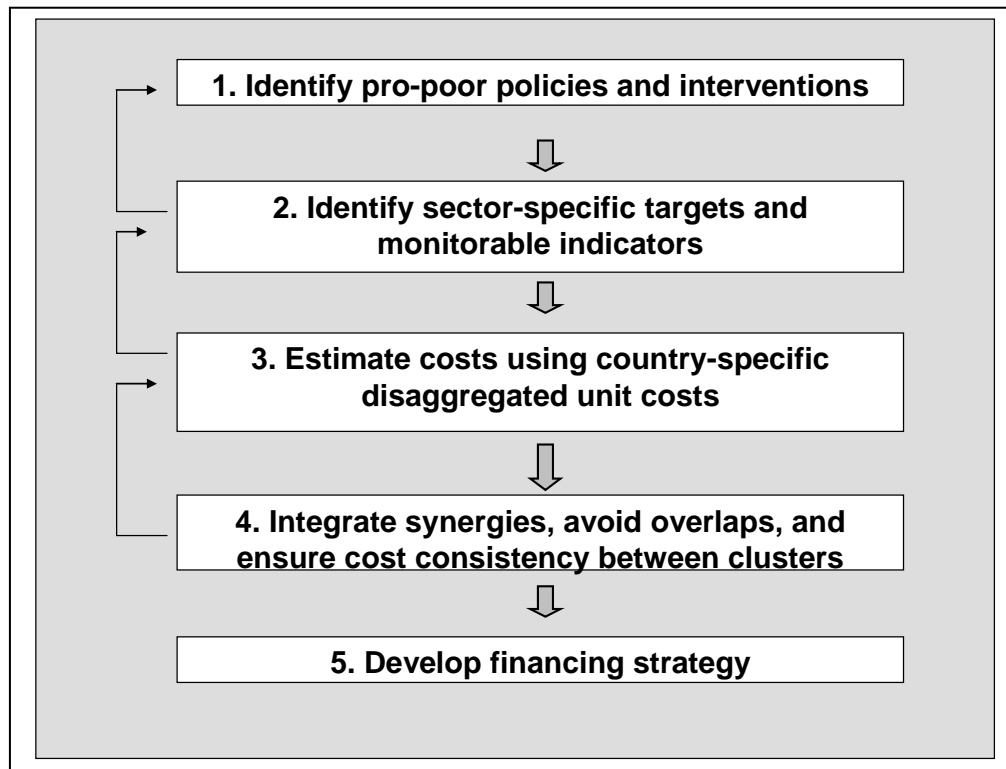 1. Identify pro-poor policies and interventions
2. Identify sector-specific targets and
monitorable indicators
3. Estimate costs using country-specific
disaggregated unit costs
4. Integrate synergies, avoid overlaps, and
ensure cost consistency between clusters
5. Develop financing strategy